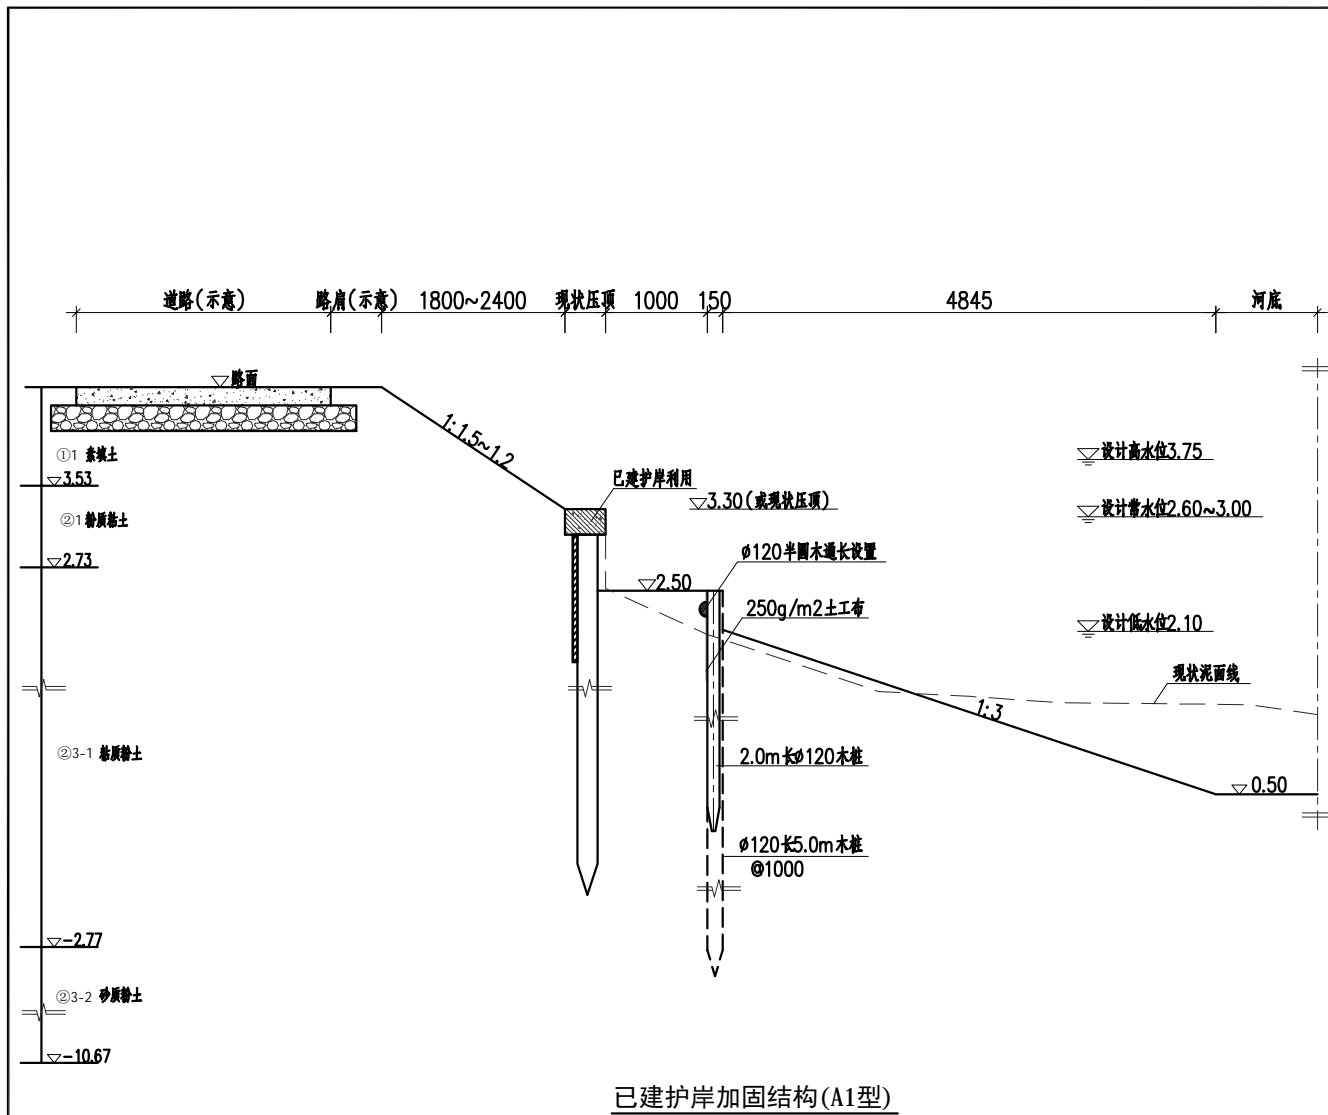 道路(示意) 路肩(示意) 1800~2400 现状压顶 1000 150 4845 河底
路面
1:1.5~1.2
①1 素填土
设计高水位3.75
3.53
已建护岸利用
3.30(或现状压顶)
设计常水位2.60~3.00
②1 粉质粘土
2.73
ø120半圆木通长设置
2.50
250g/m2土工布
设计低水位2.10
现状泥面线
1:3
②3-1 粘质粉土
2.0m长ø120木桩
0.50
ø120长5.0m木桩
@1000
-2.77
②3-2 砂质粉土
-10.67
已建护岸加固结构(A1型)